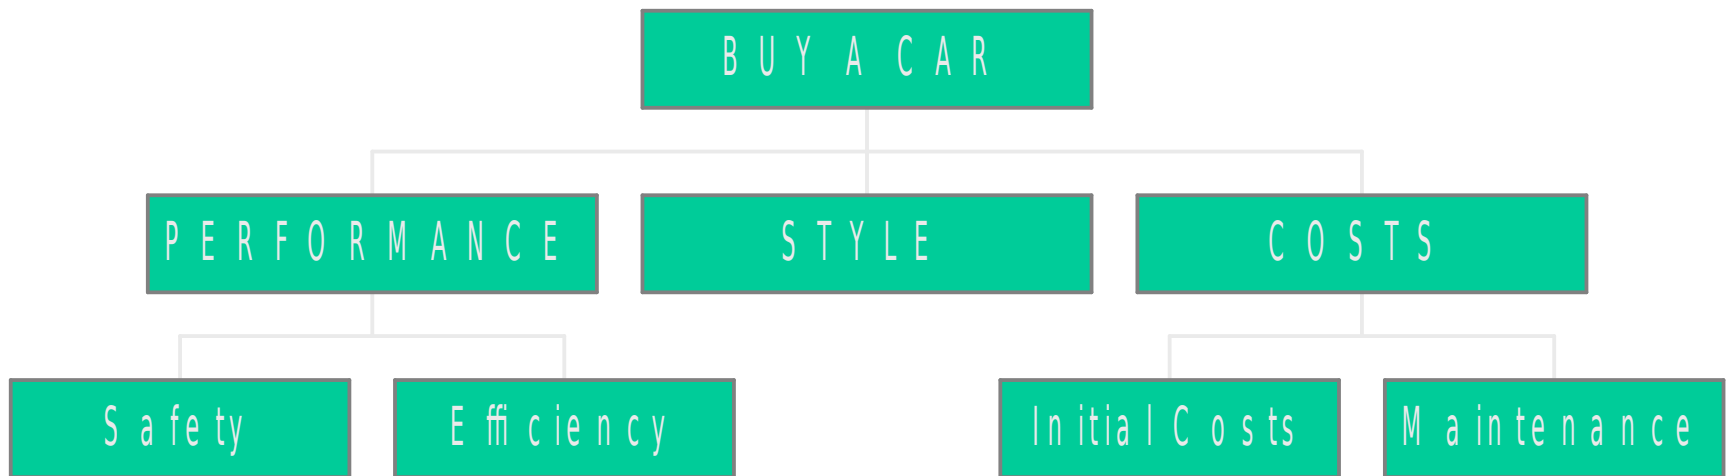 BUY A CAR
PERFORMANCE
STYLE
COSTS
Safety
Efficiency
Initial Costs
Maintenance